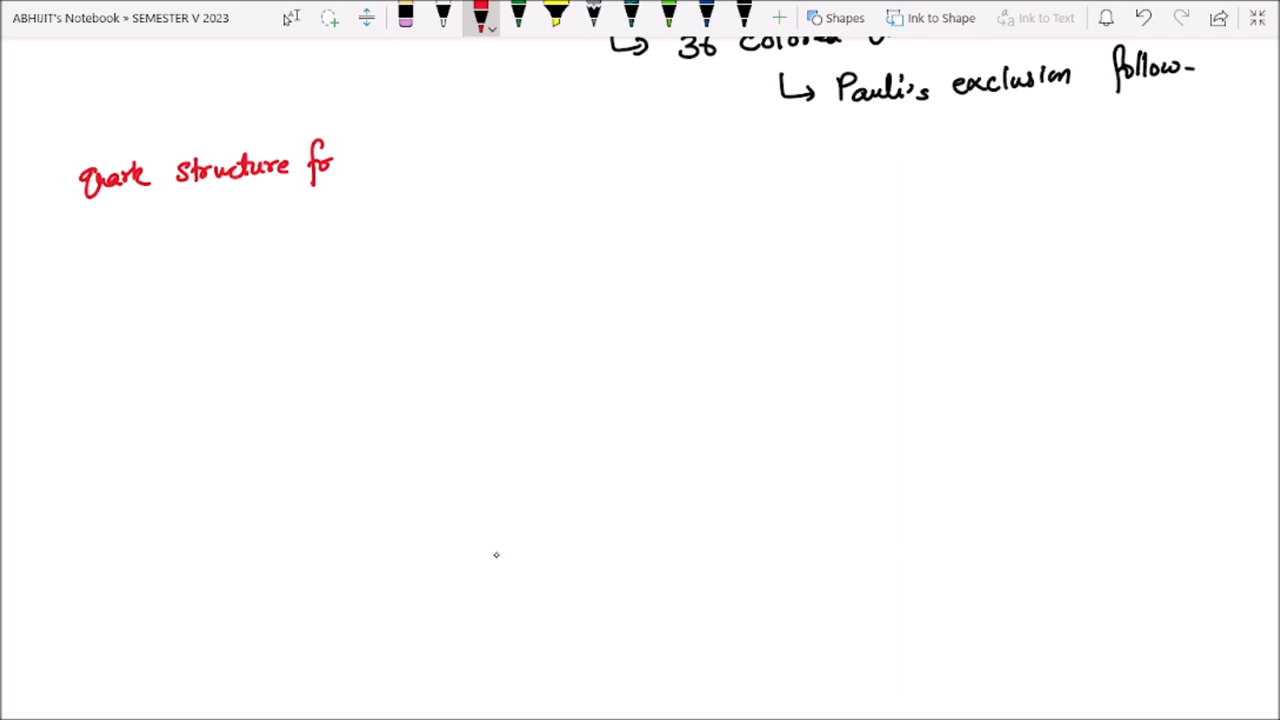 ABHIJIT's Notebook » SEMESTER V 2023
Shapes
Ink to Shape
Ink to Text
↳ 36 colored
↳ Pauli's exclusion follow-
quark structure fo